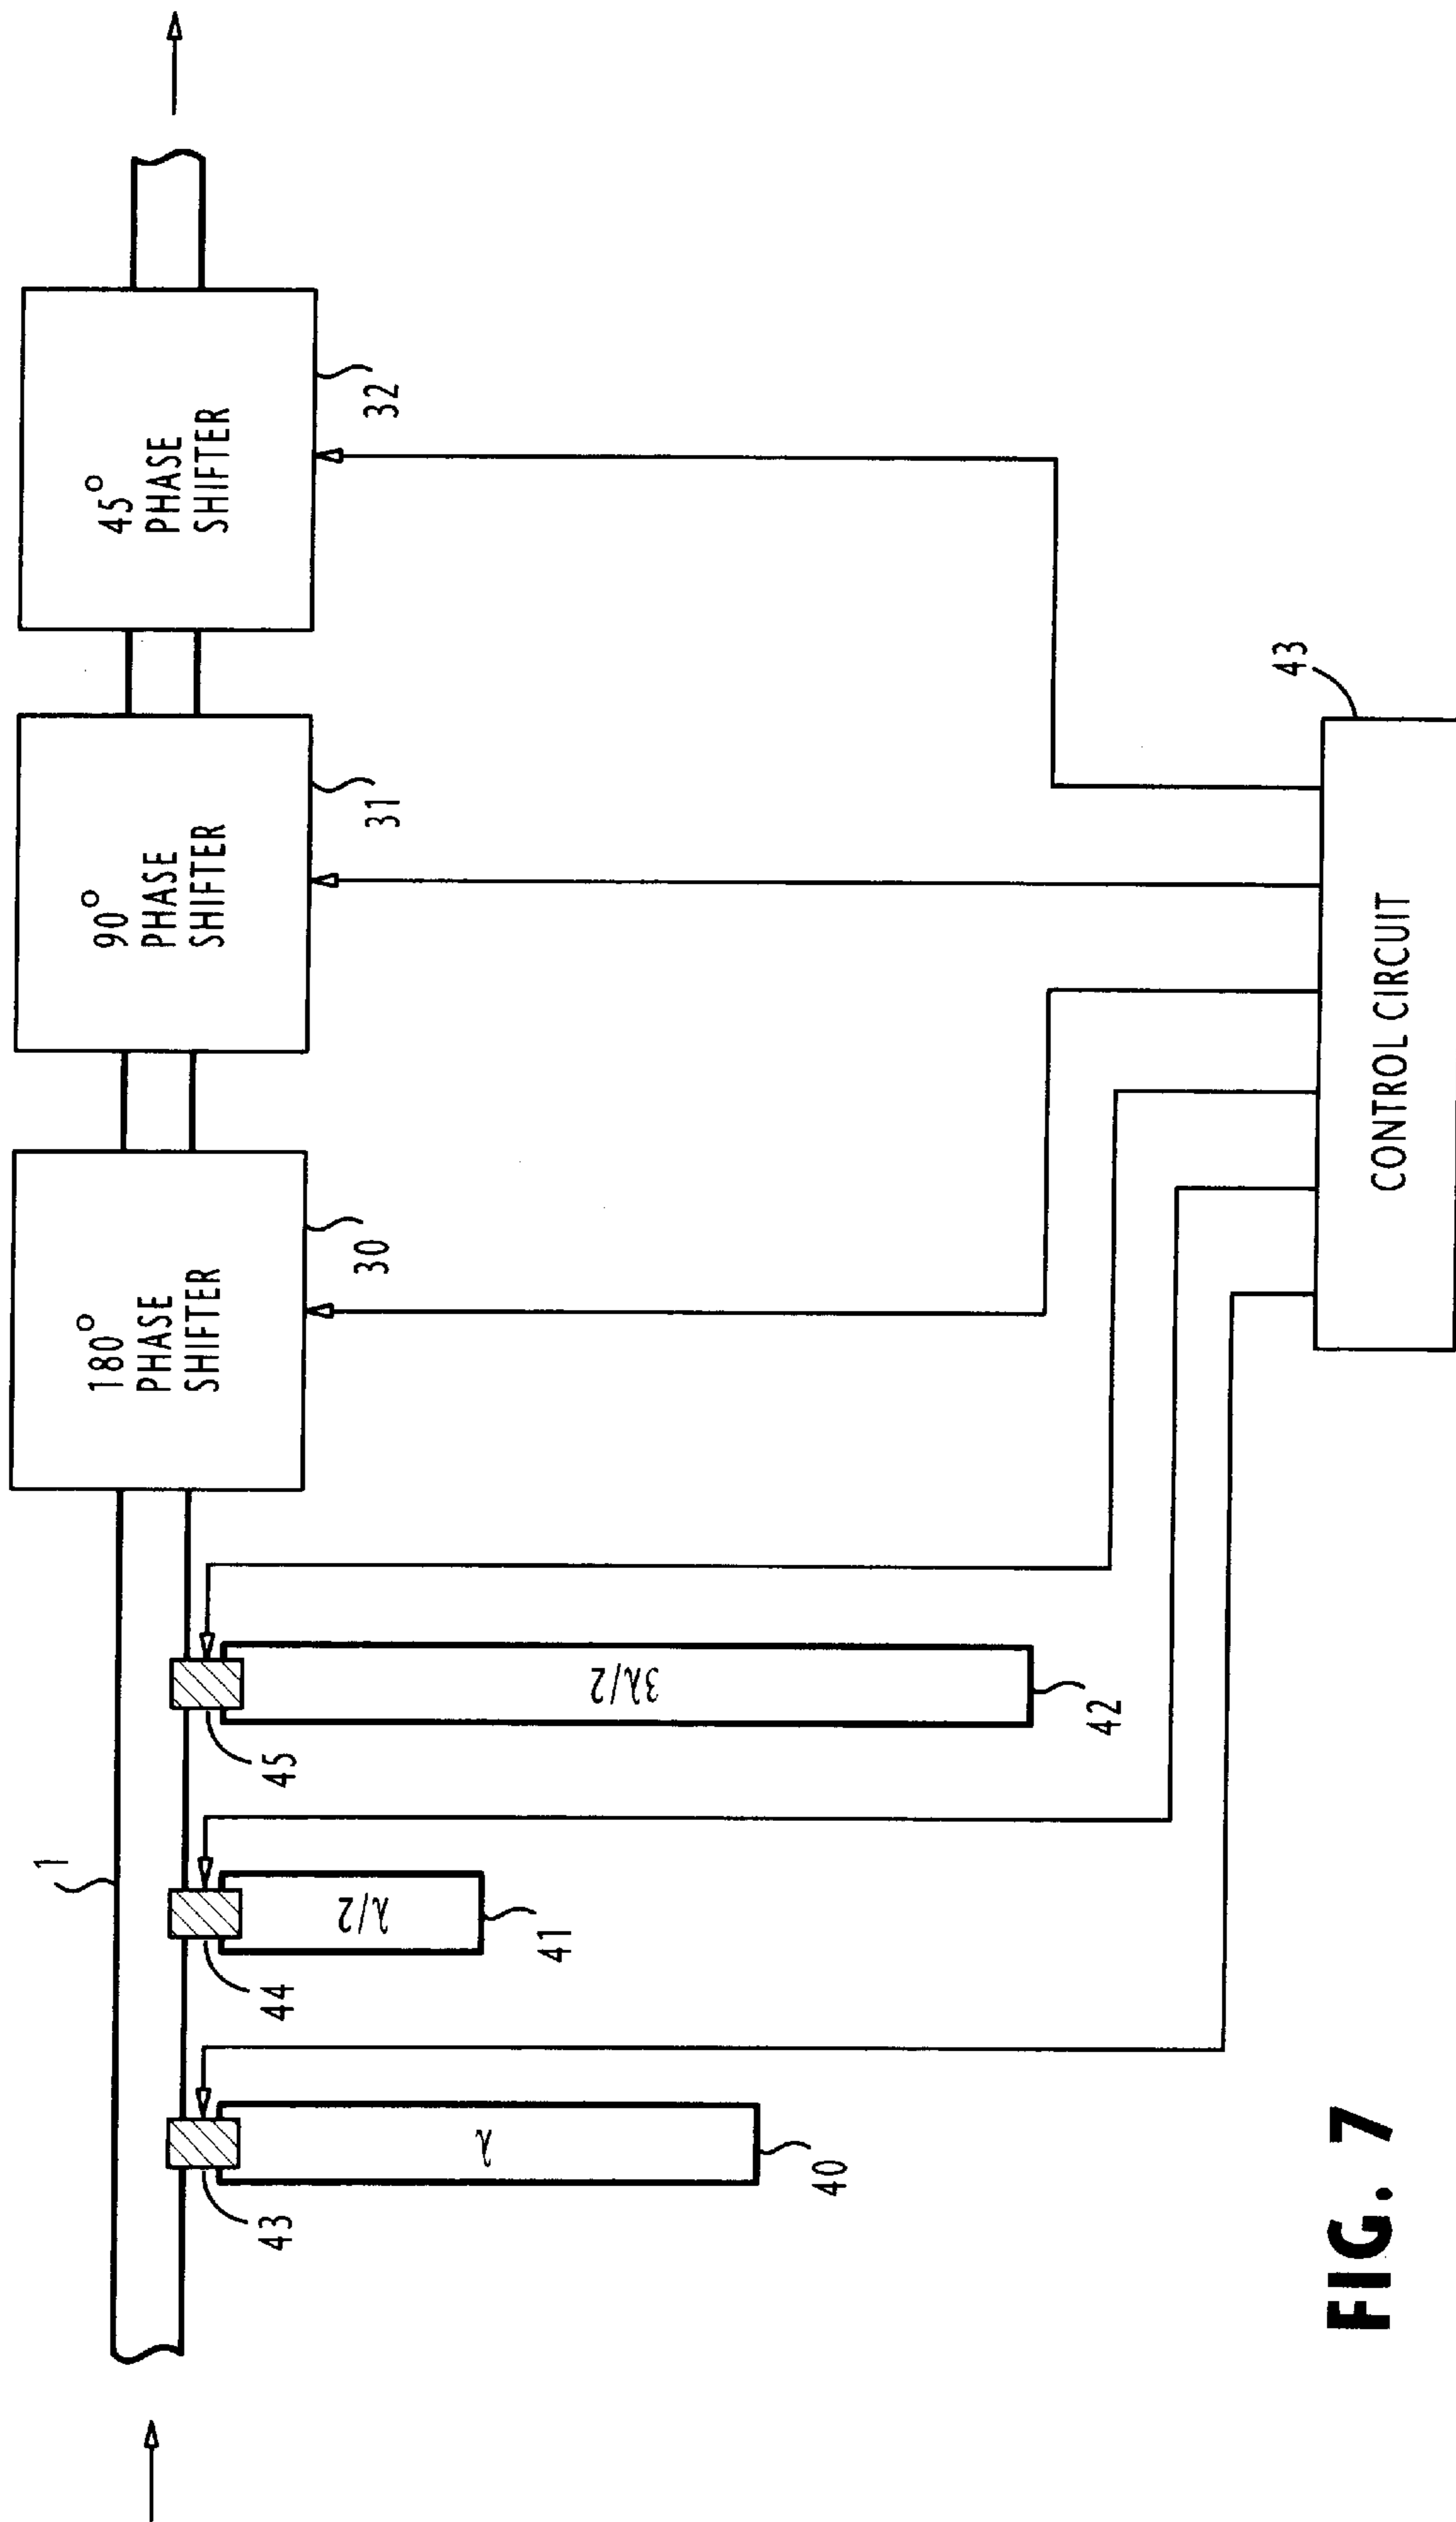 1
43
44
45
λ
λ/2
3λ/2
40
41
42
180°
PHASE
SHIFTER
30
90°
PHASE
SHIFTER
31
45°
PHASE
SHIFTER
32
43
CONTROL CIRCUIT
FIG. 7